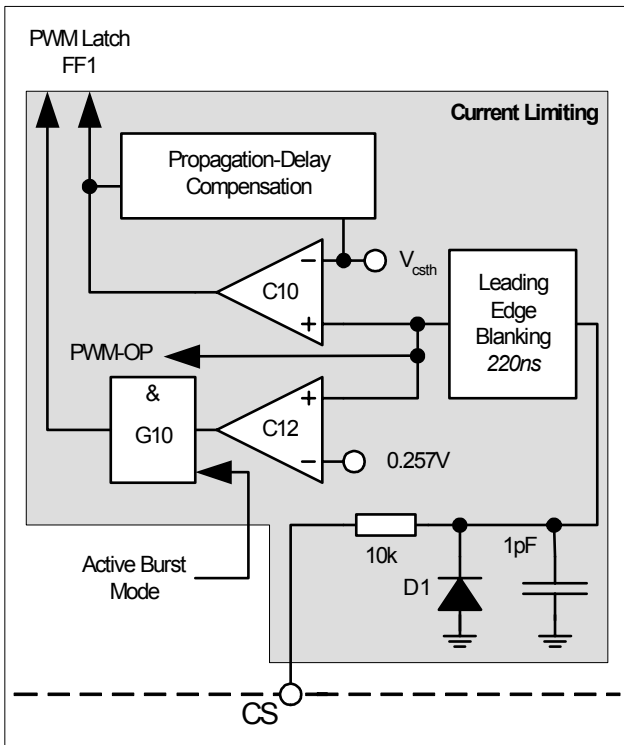 PWM Latch
FF1
Current Limiting
Propagation-Delay
Compensation
Vcsth
C10
Leading
Edge
Blanking
220ns
PWM-OP
&
G10
C12
0.257V
10k
1pF
Active Burst
Mode
D1
CS